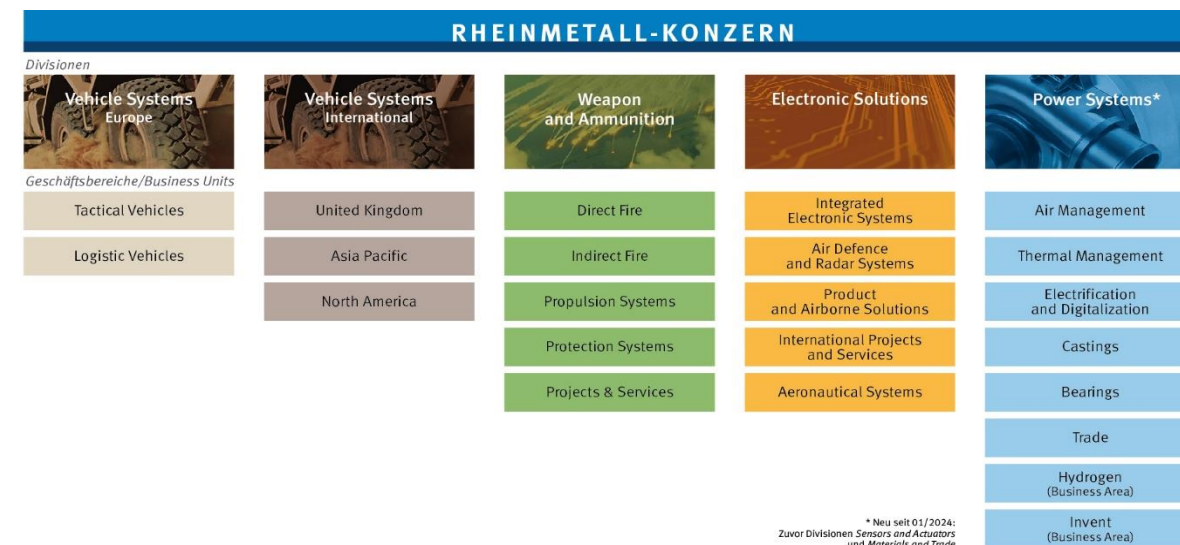 RHEINMETALL-KONZERN
Divisionen
Vehicle Systems
Europe
Vehicle Systems
International
Weapon
and Ammunition
Electronic Solutions
Power Systems*
Geschäftsbereiche/Business Units
Tactical Vehicles
Logistic Vehicles
United Kingdom
Asia Pacific
North America
Direct Fire
Indirect Fire
Propulsion Systems
Protection Systems
Projects & Services
Integrated
Electronic Systems
Air Defence
and Radar Systems
Product
and Airborne Solutions
International Projects
and Services
Aeronautical Systems
Air Management
Thermal Management
Electrification
and Digitalization
Castings
Bearings
Trade
Hydrogen
(Business Area)
Invent
(Business Area)
* Neu seit 01/2024:
Zuvor Divisionen Sensors and Actuators
und Materials and Trade